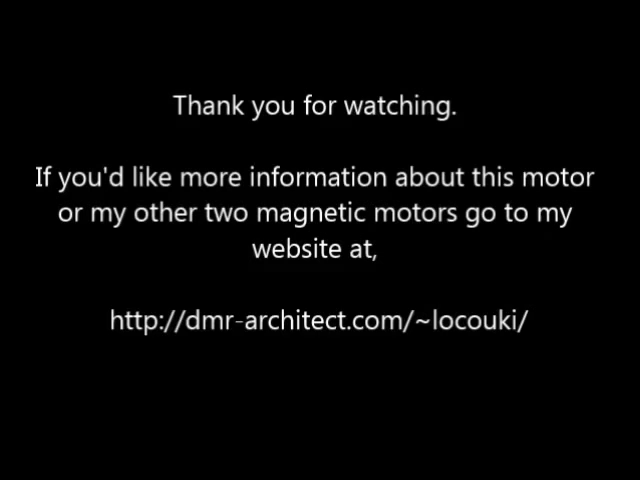 Thank you for watching.
If you'd like more information about this motor
or my other two magnetic motors go to my
website at,
http://dmr-architect.com/~locouki/